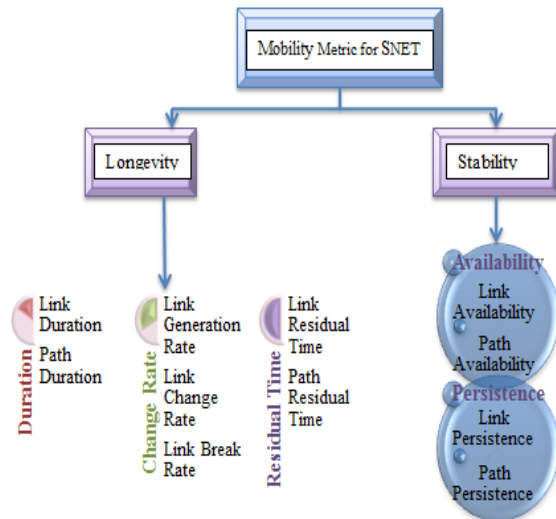 Mobility Metric for SNET
Longevity
Stability
Duration
Link
Duration
Path
Duration
Change Rate
Link
Generation
Rate
Link
Change
Rate
Link Break
Rate
Residual Time
Link
Residual
Time
Path
Residual
Time
Availability
Link
Availability
Path
Availability
Persistence
Link
Persistence
Path
Persistence